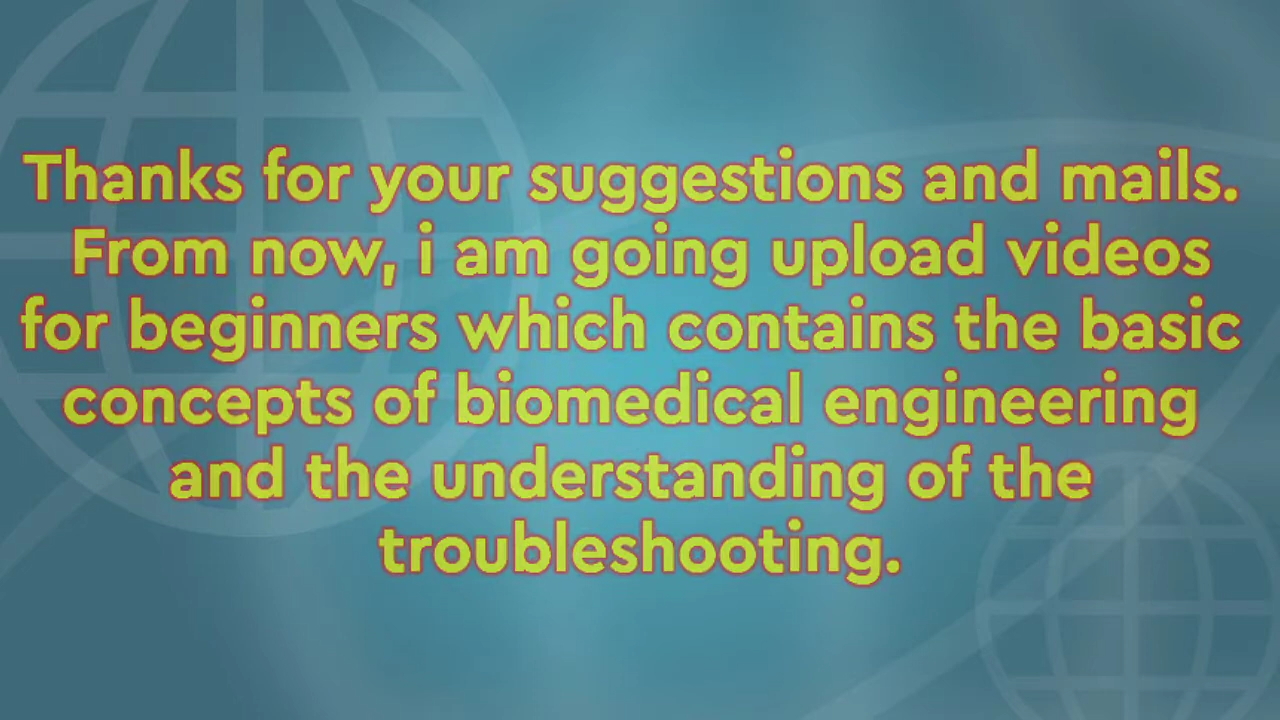 Thanks for your suggestions and mails.
From now, i am going upload videos
for beginners which contains the basic
concepts of biomedical engineering
and the understanding of the
troubleshooting.